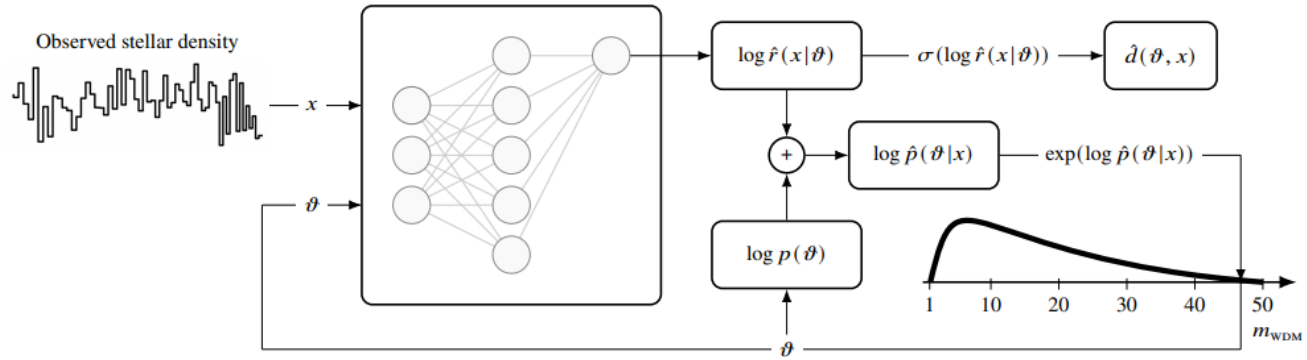 Observed stellar density
x
ϑ
log r̂(x|ϑ)
σ(log r̂(x|ϑ))
d̂(ϑ, x)
+
log p̂(ϑ|x)
exp(log p̂(ϑ|x))
log p(ϑ)
1 10 20 30 40 50
m_WDM
ϑ